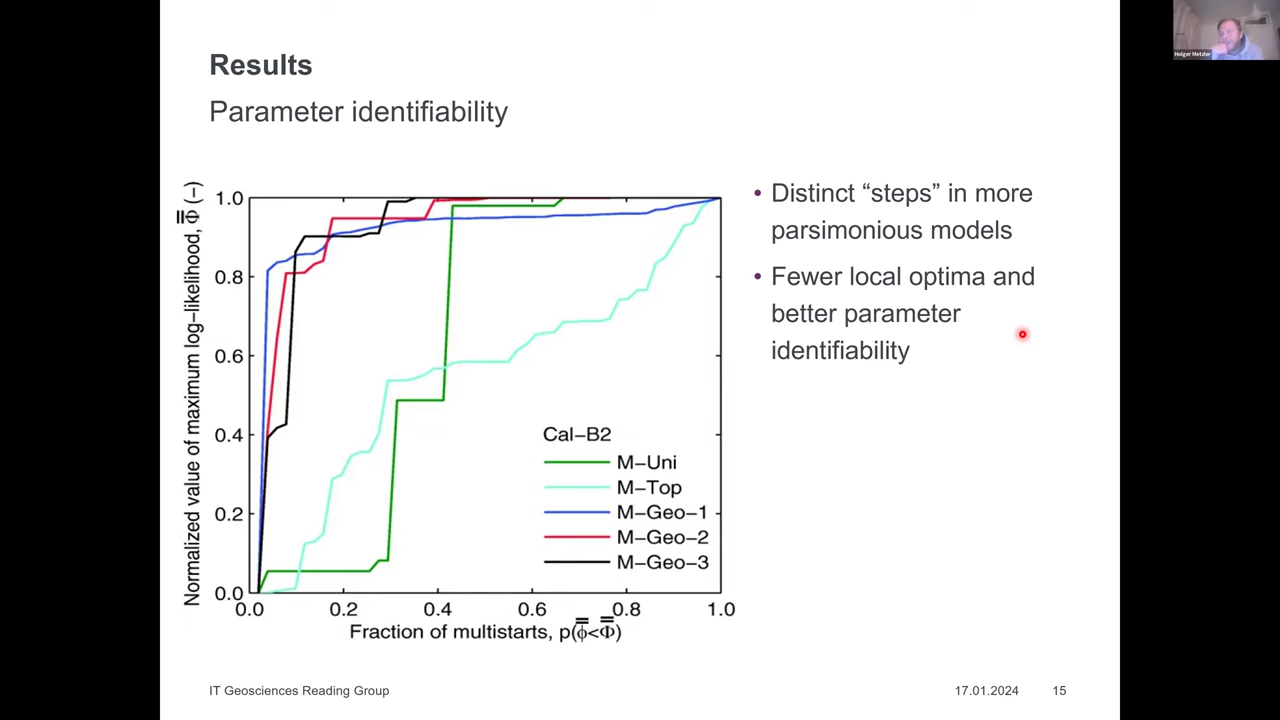 Results
Parameter identifiability
Holger Metzler
Normalized value of maximum log-likelihood, Φ (-)
1.0
0.8
0.6
0.4
0.2
0.0
0.0 0.2 0.4 0.6 0.8 1.0
Fraction of multistarts, p(ϕ<Φ)
Cal-B2
M-Uni
M-Top
M-Geo-1
M-Geo-2
M-Geo-3
• Distinct “steps” in more
parsimonious models
• Fewer local optima and
better parameter
identifiability
IT Geosciences Reading Group
17.01.2024
15